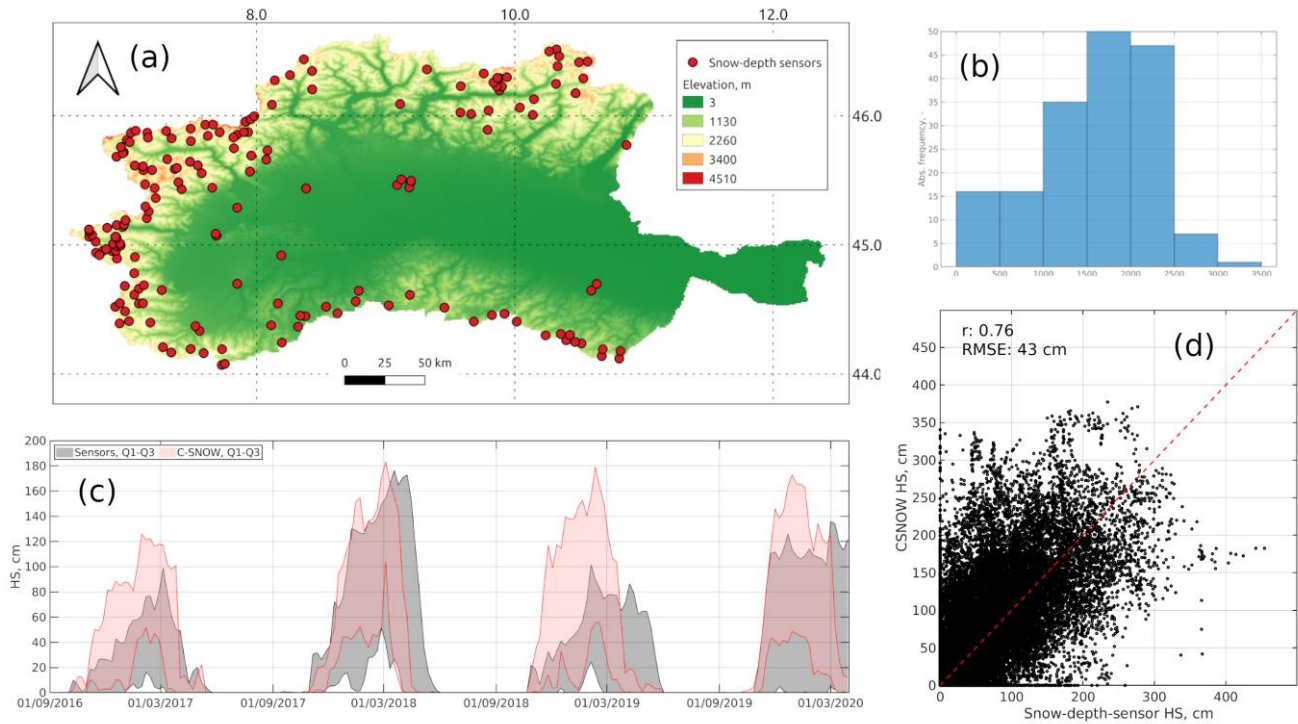 8.0 10.0 12.0
(a)
Snow-depth sensors
Elevation, m
3
1130
2260
3400
4510
46.0
45.0
44.0
0 25 50 km
(b)
Abs. frequency, -
50
45
40
35
30
25
20
15
10
5
0
0 500 1000 1500 2000 2500 3000 3500
(c)
Sensors, Q1-Q3 C-SNOW, Q1-Q3
HS, cm
200
180
160
140
120
100
80
60
40
20
0
01/09/2016 01/03/2017 01/09/2017 01/03/2018 01/09/2018 01/03/2019 01/09/2019 01/03/2020
r: 0.76
RMSE: 43 cm
(d)
CSNOW HS, cm
450
400
350
300
250
200
150
100
50
0
0 100 200 300 400
Snow-depth-sensor HS, cm